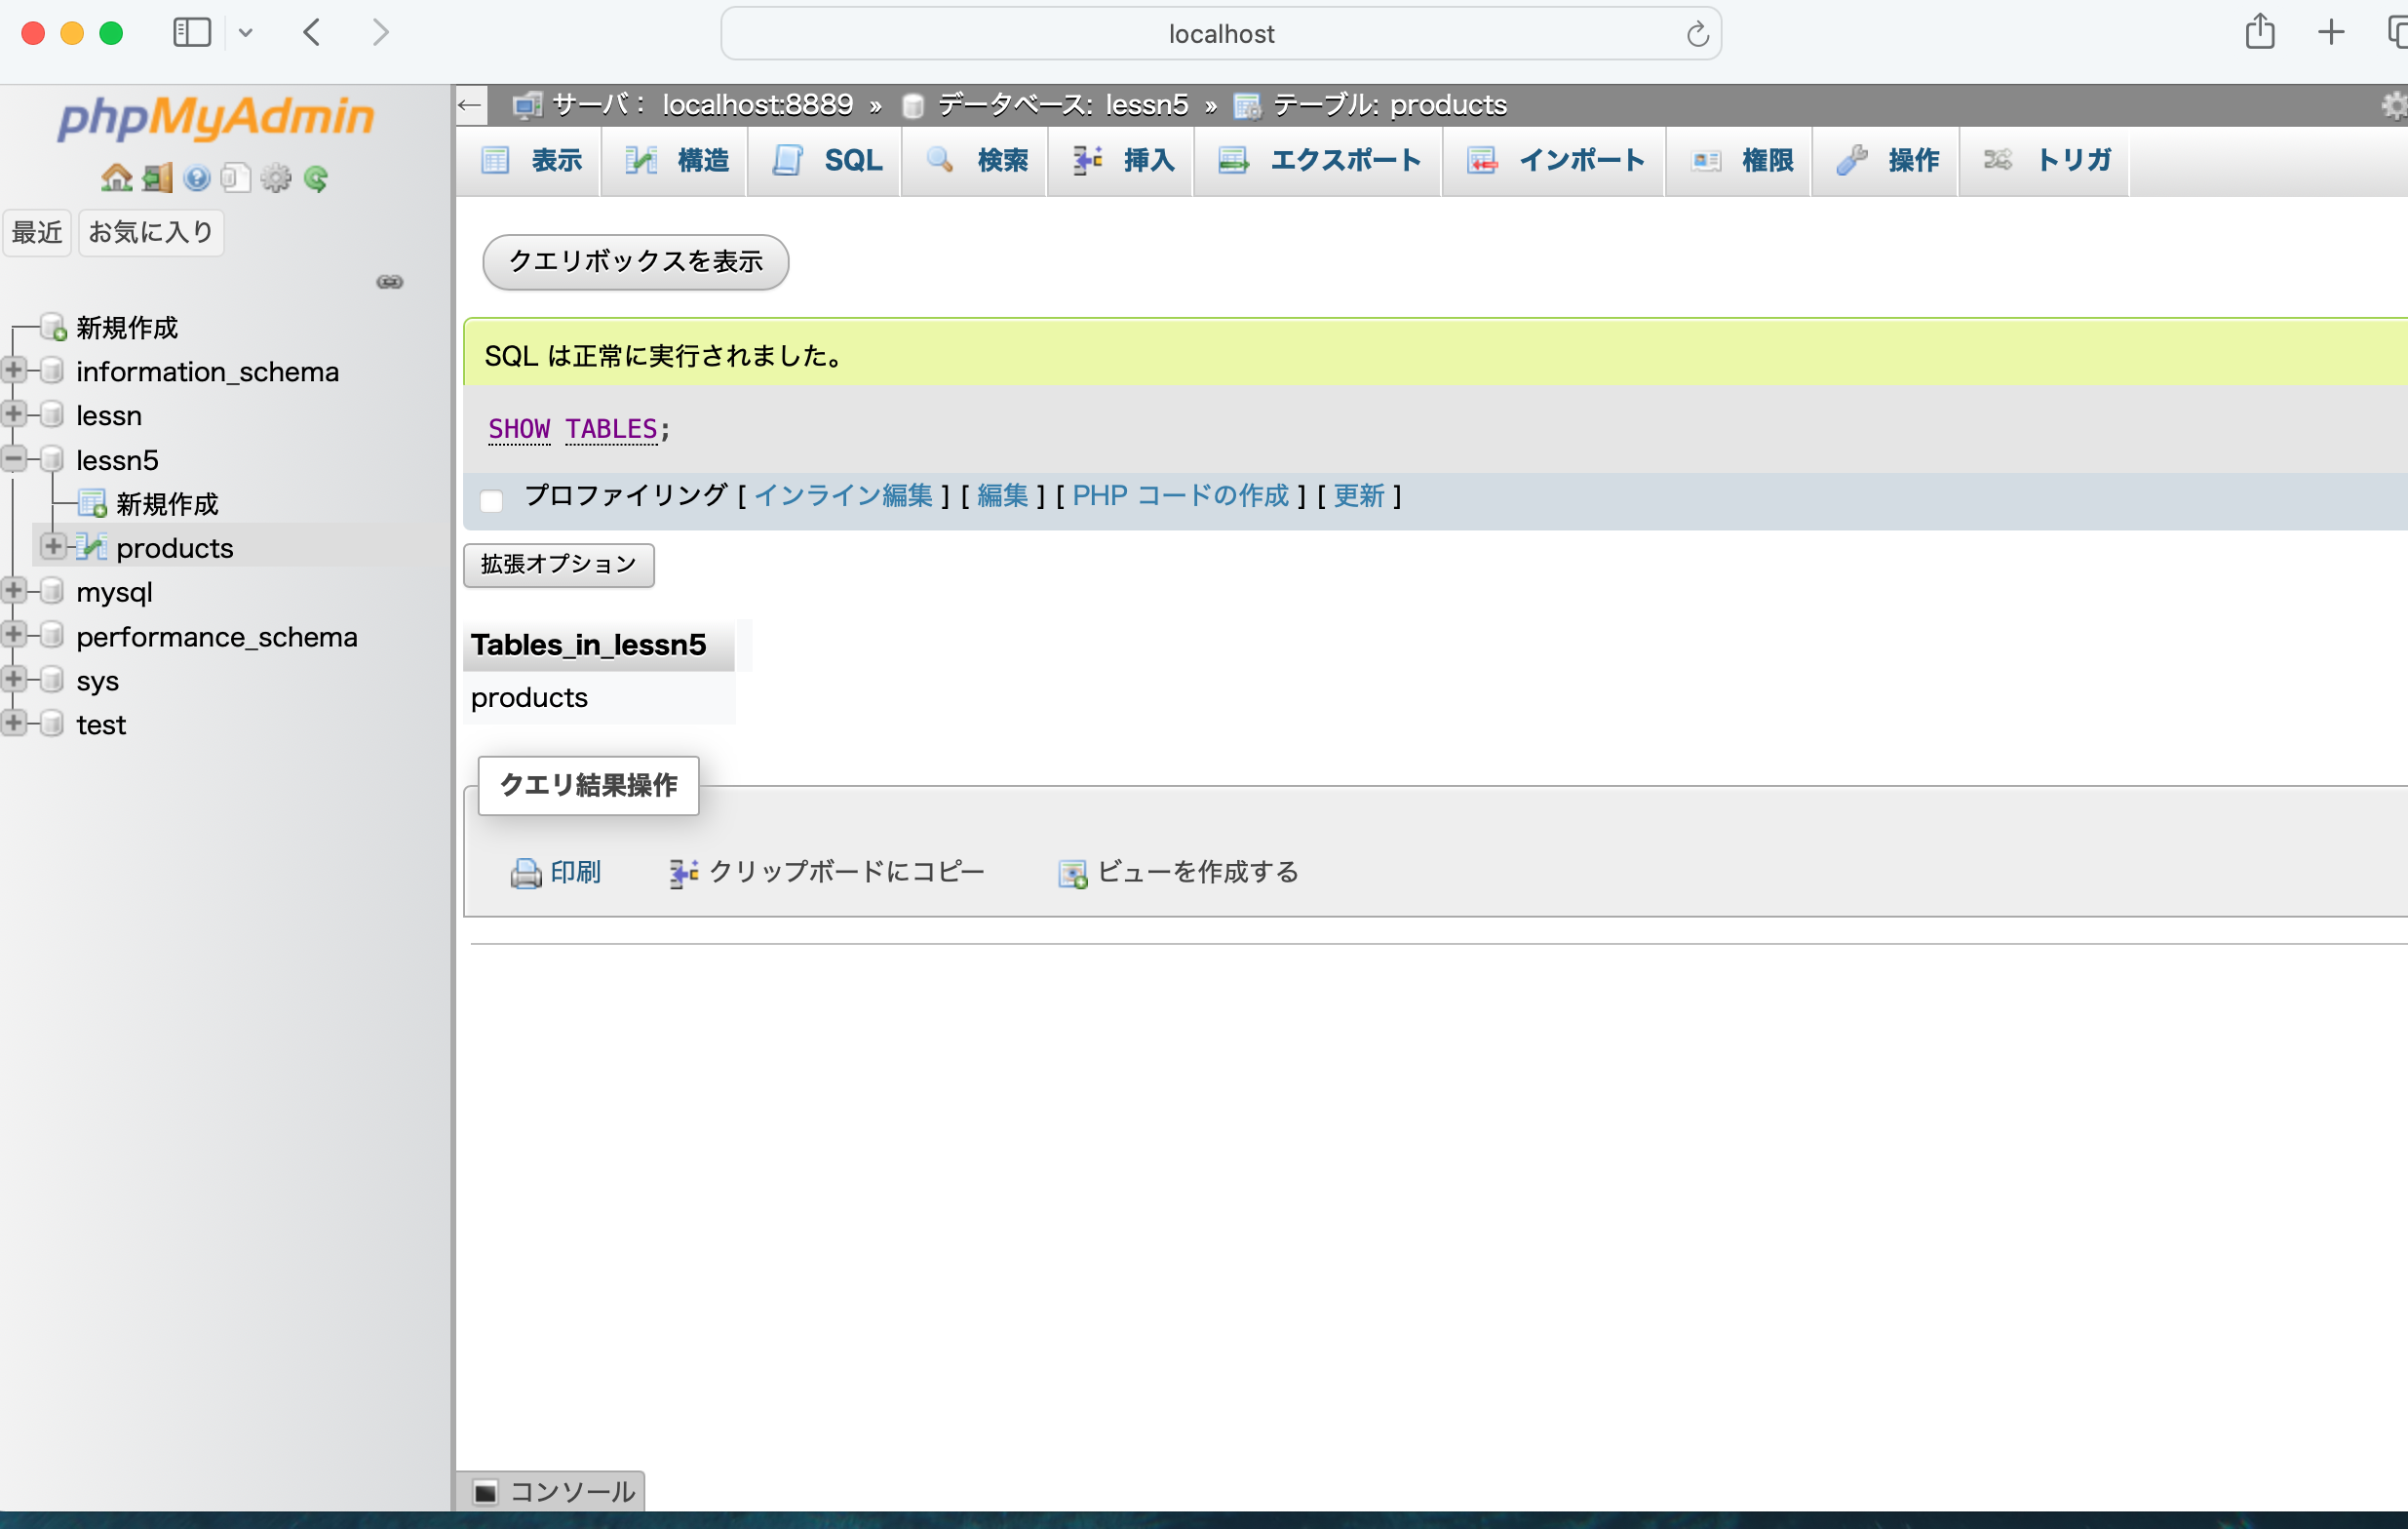 localhost
phpMyAdmin
最近 お気に入り
新規作成
information_schema
lessn
lessn5
新規作成
products
mysql
performance_schema
sys
test
← サーバ： localhost:8889 » データベース: lessn5 » テーブル: products
表示 構造 SQL 検索 挿入 エクスポート インポート 権限 操作 トリガ
クエリボックスを表示
SQL は正常に実行されました。
SHOW TABLES;
プロファイリング [ インライン編集 ] [ 編集 ] [ PHP コードの作成 ] [ 更新 ]
拡張オプション
Tables_in_lessn5
products
クエリ結果操作
印刷 クリップボードにコピー ビューを作成する
コンソール